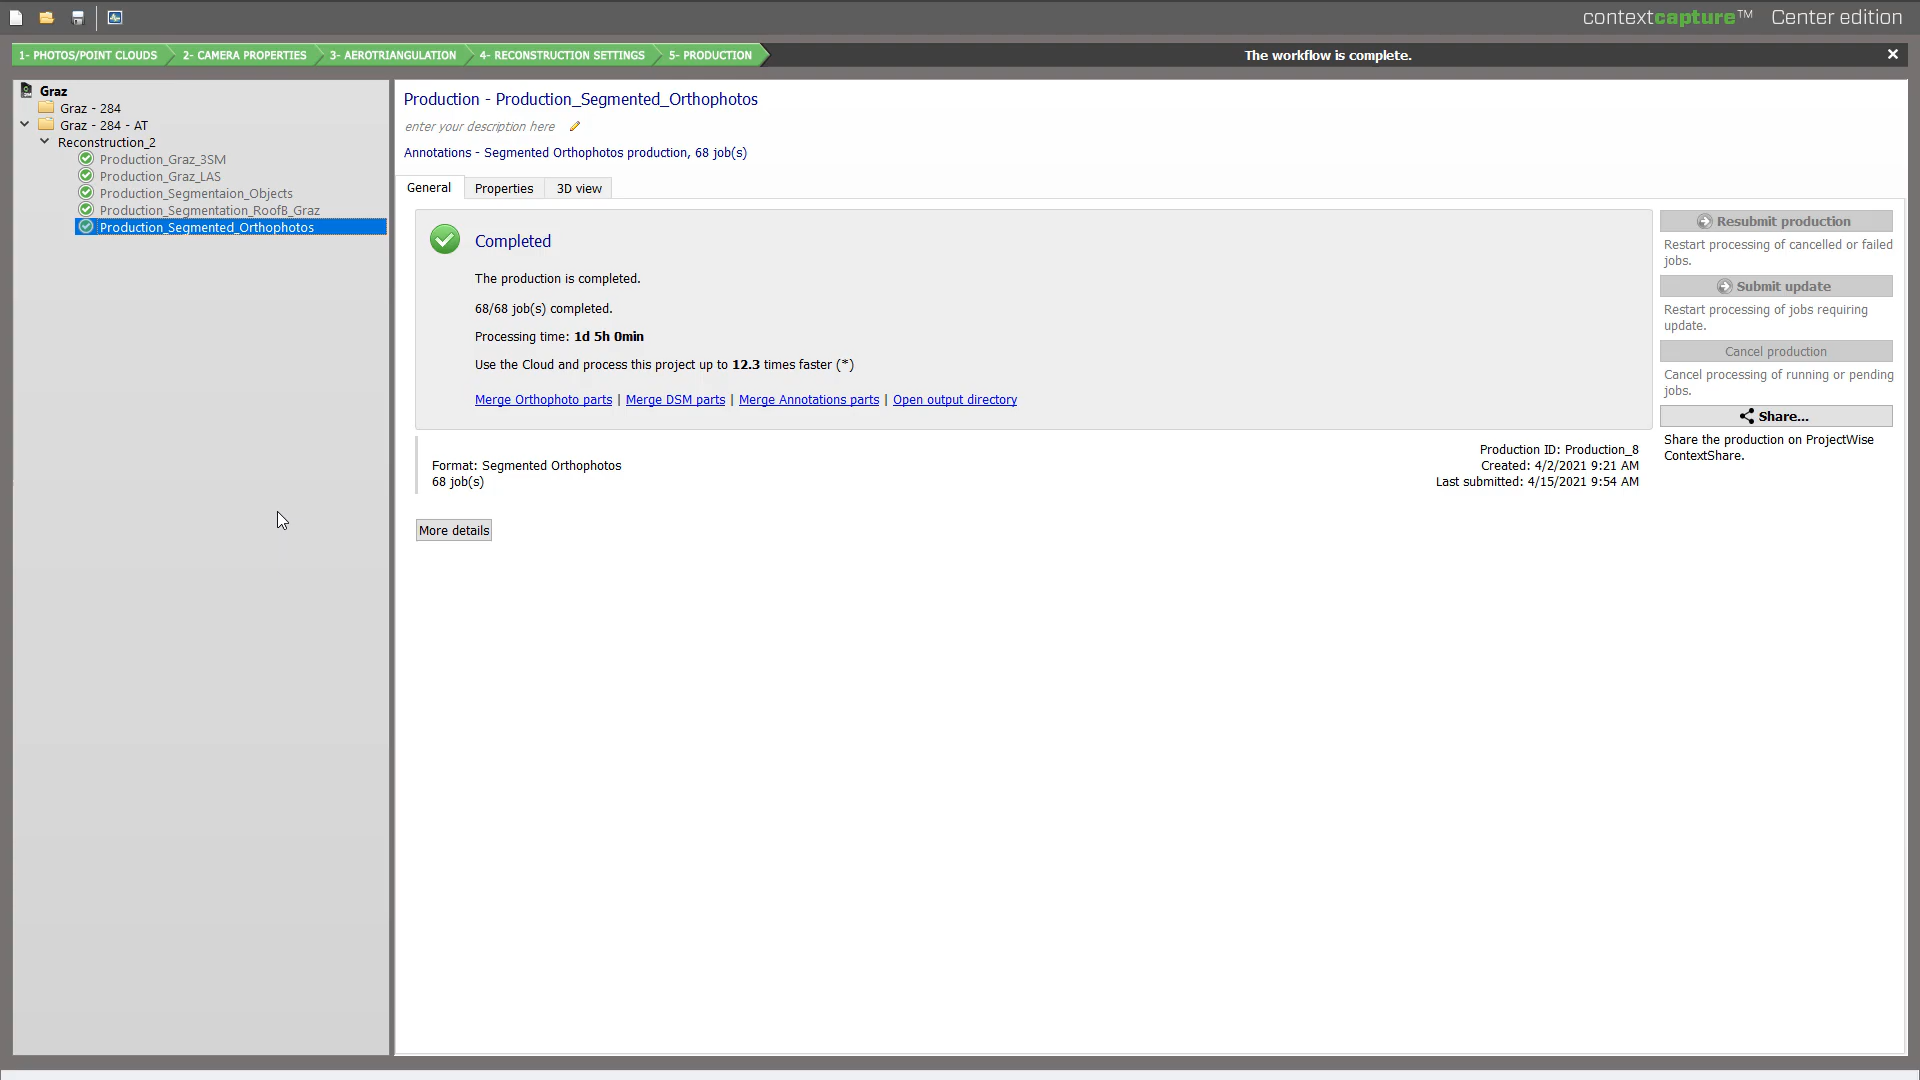 contextcapture™ Center edition
1- PHOTOS/POINT CLOUDS
2- CAMERA PROPERTIES
3- AEROTRIANGULATION
4- RECONSTRUCTION SETTINGS
5- PRODUCTION
The workflow is complete.
Graz
Graz - 284
Graz - 284 - AT
Reconstruction_2
Production_Graz_3SM
Production_Graz_LAS
Production_Segmentaion_Objects
Production_Segmentation_RoofB_Graz
Production_Segmented_Orthophotos
Production - Production_Segmented_Orthophotos
enter your description here
Annotations - Segmented Orthophotos production, 68 job(s)
General
Properties
3D view
Completed
The production is completed.
68/68 job(s) completed.
Processing time: 1d 5h 0min
Use the Cloud and process this project up to 12.3 times faster (*)
Merge Orthophoto parts | Merge DSM parts | Merge Annotations parts | Open output directory
Format: Segmented Orthophotos
68 job(s)
Production ID: Production_8
Created: 4/2/2021 9:21 AM
Last submitted: 4/15/2021 9:54 AM
More details
Resubmit production
Restart processing of cancelled or failed
jobs.
Submit update
Restart processing of jobs requiring
update.
Cancel production
Cancel processing of running or pending
jobs.
Share...
Share the production on ProjectWise
ContextShare.